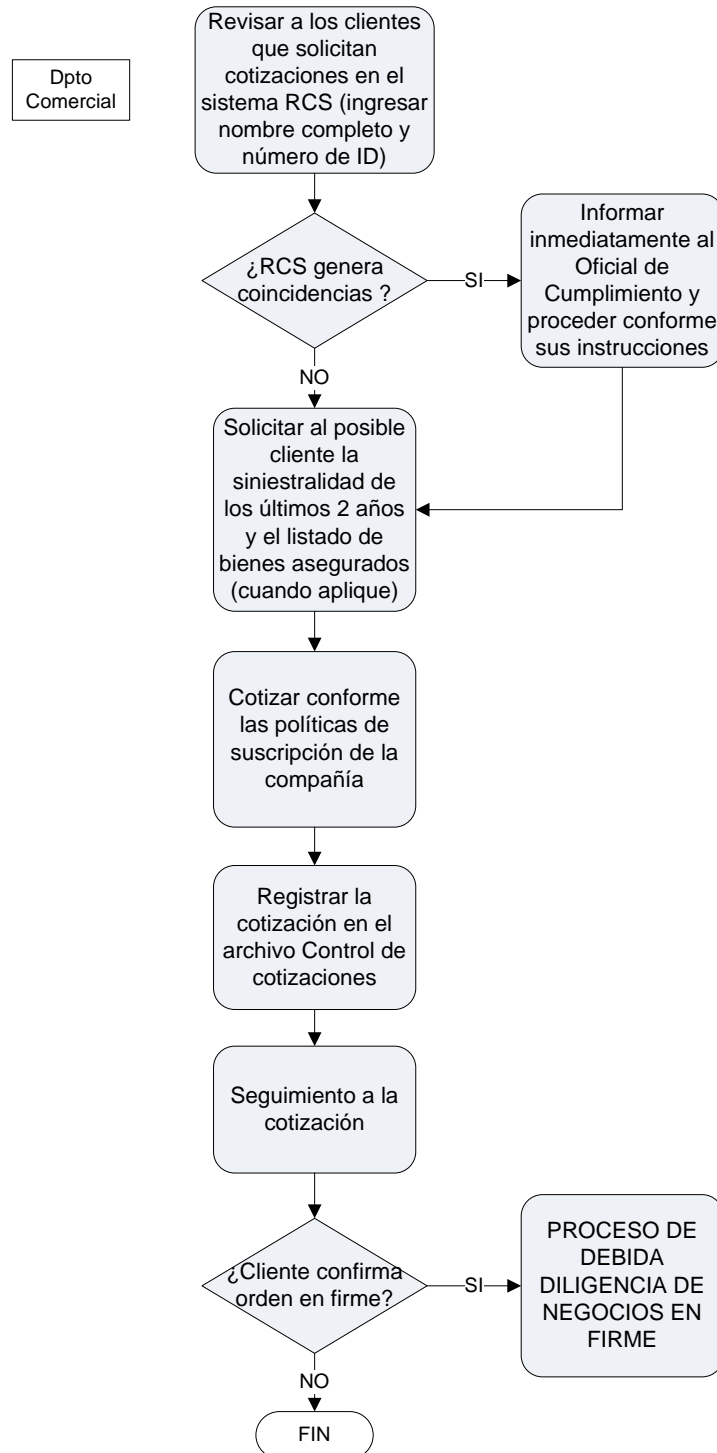 Revisar a los clientes
que solicitan
cotizaciones en el
sistema RCS (ingresar
nombre completo y
número de ID)
Dpto
Comercial
¿RCS genera
coincidencias ?
SI
Informar
inmediatamente al
Oficial de
Cumplimiento y
proceder conforme
sus instrucciones
NO
Solicitar al posible
cliente la
siniestralidad de
los últimos 2 años
y el listado de
bienes asegurados
(cuando aplique)
Cotizar conforme
las políticas de
suscripción de la
compañía
Registrar la
cotización en el
archivo Control de
cotizaciones
Seguimiento a la
cotización
¿Cliente confirma
orden en firme?
SI
PROCESO DE
DEBIDA
DILIGENCIA DE
NEGOCIOS EN
FIRME
NO
FIN